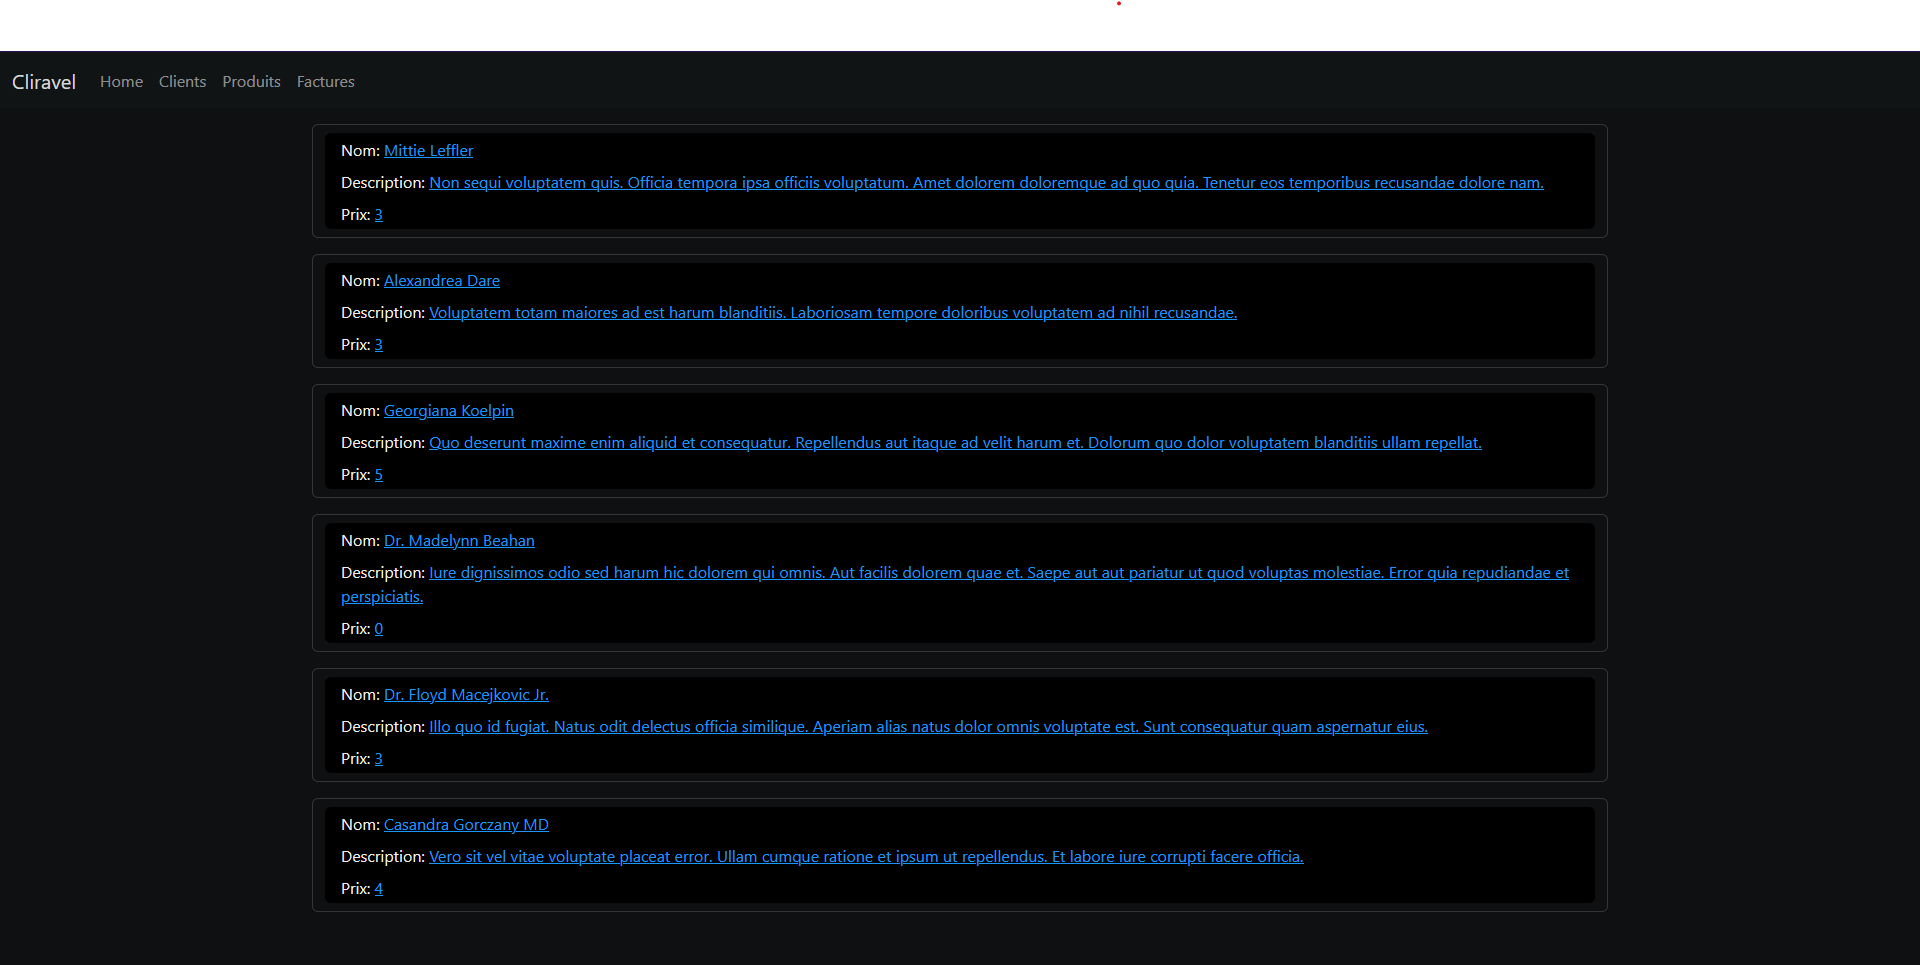 Cliravel Home Clients Produits Factures
Nom: Mittie Leffler
Description: Non sequi voluptatem quis. Officia tempora ipsa officiis voluptatum. Amet dolorem doloremque ad quo quia. Tenetur eos temporibus recusandae dolore nam.
Prix: 3
Nom: Alexandrea Dare
Description: Voluptatem totam maiores ad est harum blanditiis. Laboriosam tempore doloribus voluptatem ad nihil recusandae.
Prix: 3
Nom: Georgiana Koelpin
Description: Quo deserunt maxime enim aliquid et consequatur. Repellendus aut itaque ad velit harum et. Dolorum quo dolor voluptatem blanditiis ullam repellat.
Prix: 5
Nom: Dr. Madelynn Beahan
Description: Iure dignissimos odio sed harum hic dolorem qui omnis. Aut facilis dolorem quae et. Saepe aut aut pariatur ut quod voluptas molestiae. Error quia repudiandae et
perspiciatis.
Prix: 0
Nom: Dr. Floyd Macejkovic Jr.
Description: Illo quo id fugiat. Natus odit delectus officia similique. Aperiam alias natus dolor omnis voluptate est. Sunt consequatur quam aspernatur eius.
Prix: 3
Nom: Casandra Gorczany MD
Description: Vero sit vel vitae voluptate placeat error. Ullam cumque ratione et ipsum ut repellendus. Et labore iure corrupti facere officia.
Prix: 4